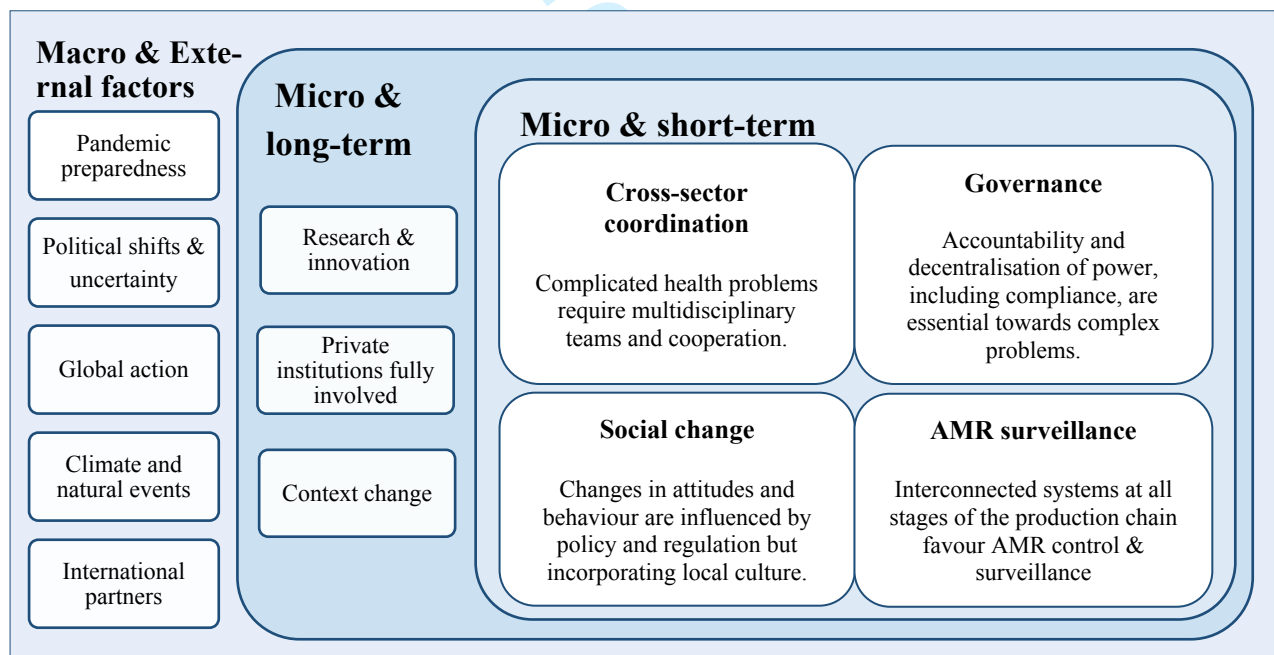 Macro & Exte-
rnal factors
Pandemic
preparedness
Political shifts &
uncertainty
Global action
Climate and
natural events
International
partners
Micro &
long-term
Research &
innovation
Private
institutions fully
involved
Context change
Micro & short-term
Cross-sector
coordination
Complicated health problems
require multidisciplinary
teams and cooperation.
Governance
Accountability and
decentralisation of power,
including compliance, are
essential towards complex
problems.
Social change
Changes in attitudes and
behaviour are influenced by
policy and regulation but
incorporating local culture.
AMR surveillance
Interconnected systems at all
stages of the production chain
favour AMR control &
surveillance